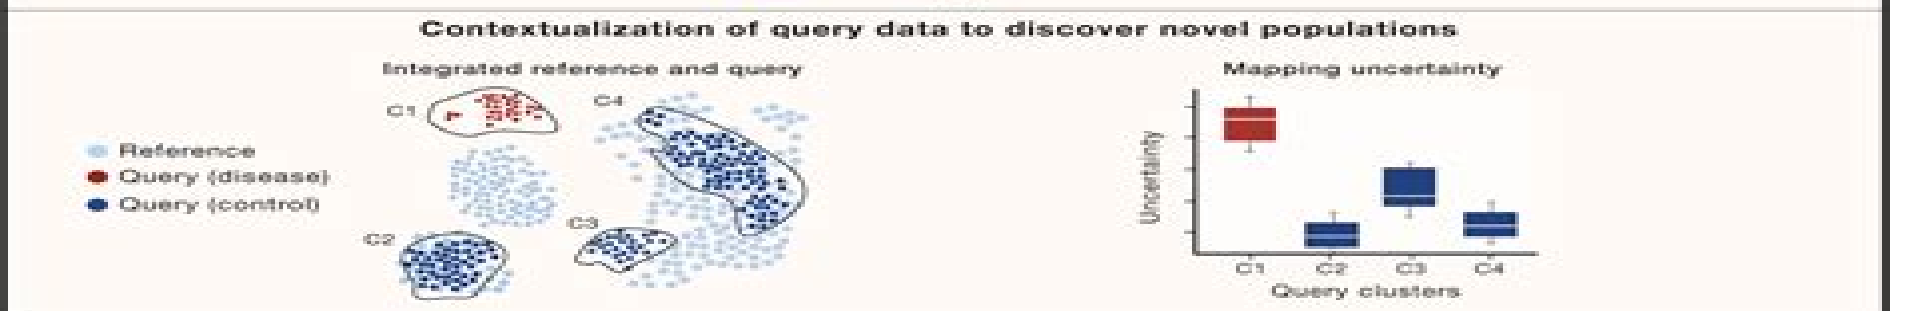 Contextualization of query data to discover novel populations
Integrated reference and query
C1
C4
Reference
Query (disease)
Query (control)
C2
C3
Mapping uncertainty
Uncertainty
C1 C2 C3 C4
Query clusters